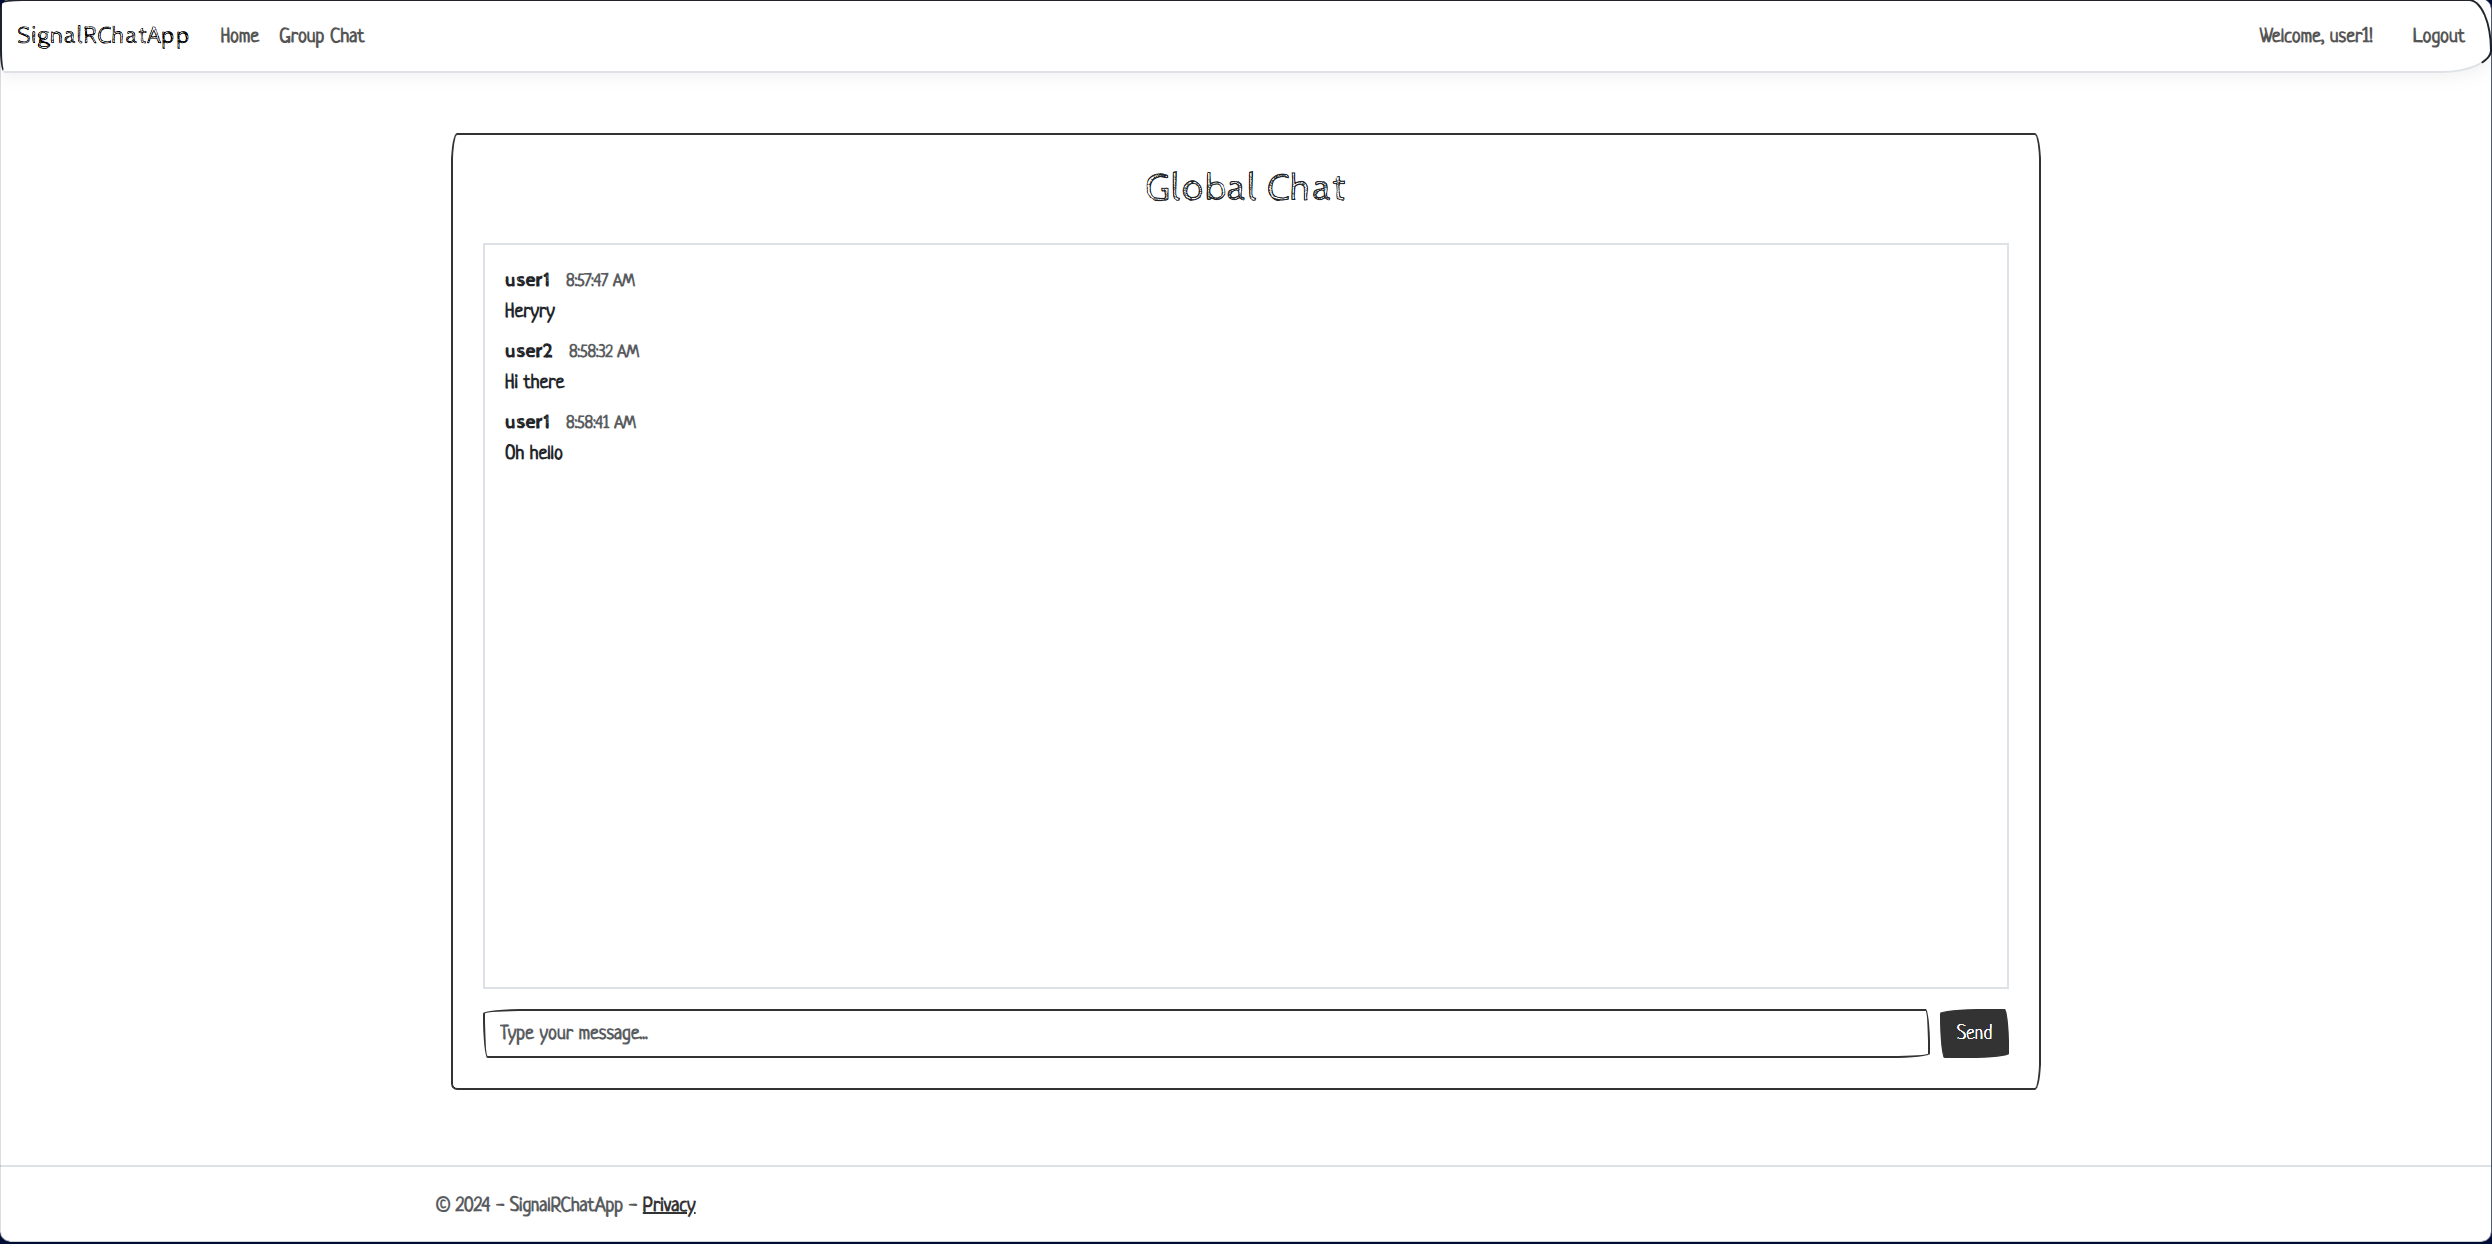 SignalRChatApp Home Group Chat Welcome, user1! Logout
Global Chat
user1 8:57:47 AM
Heryry
user2 8:58:32 AM
Hi there
user1 8:58:41 AM
Oh hello
Type your message... Send
© 2024 - SignalRChatApp - Privacy